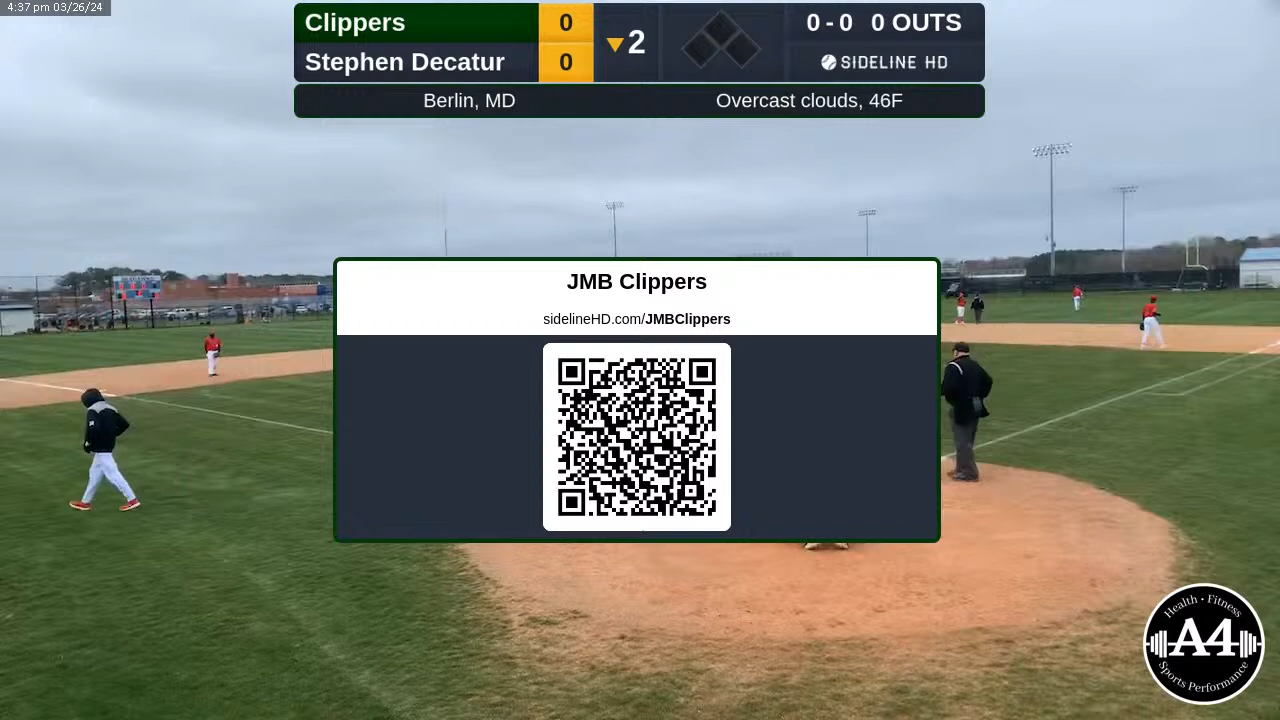 4:37 pm 03/26/24
Clippers 0
Stephen Decatur 0
2
0 - 0 0 OUTS
SIDELINE HD
Berlin, MD
Overcast clouds, 46F
JMB Clippers
sidelineHD.com/JMBClippers
Health • Fitness
A4
Sports Performance